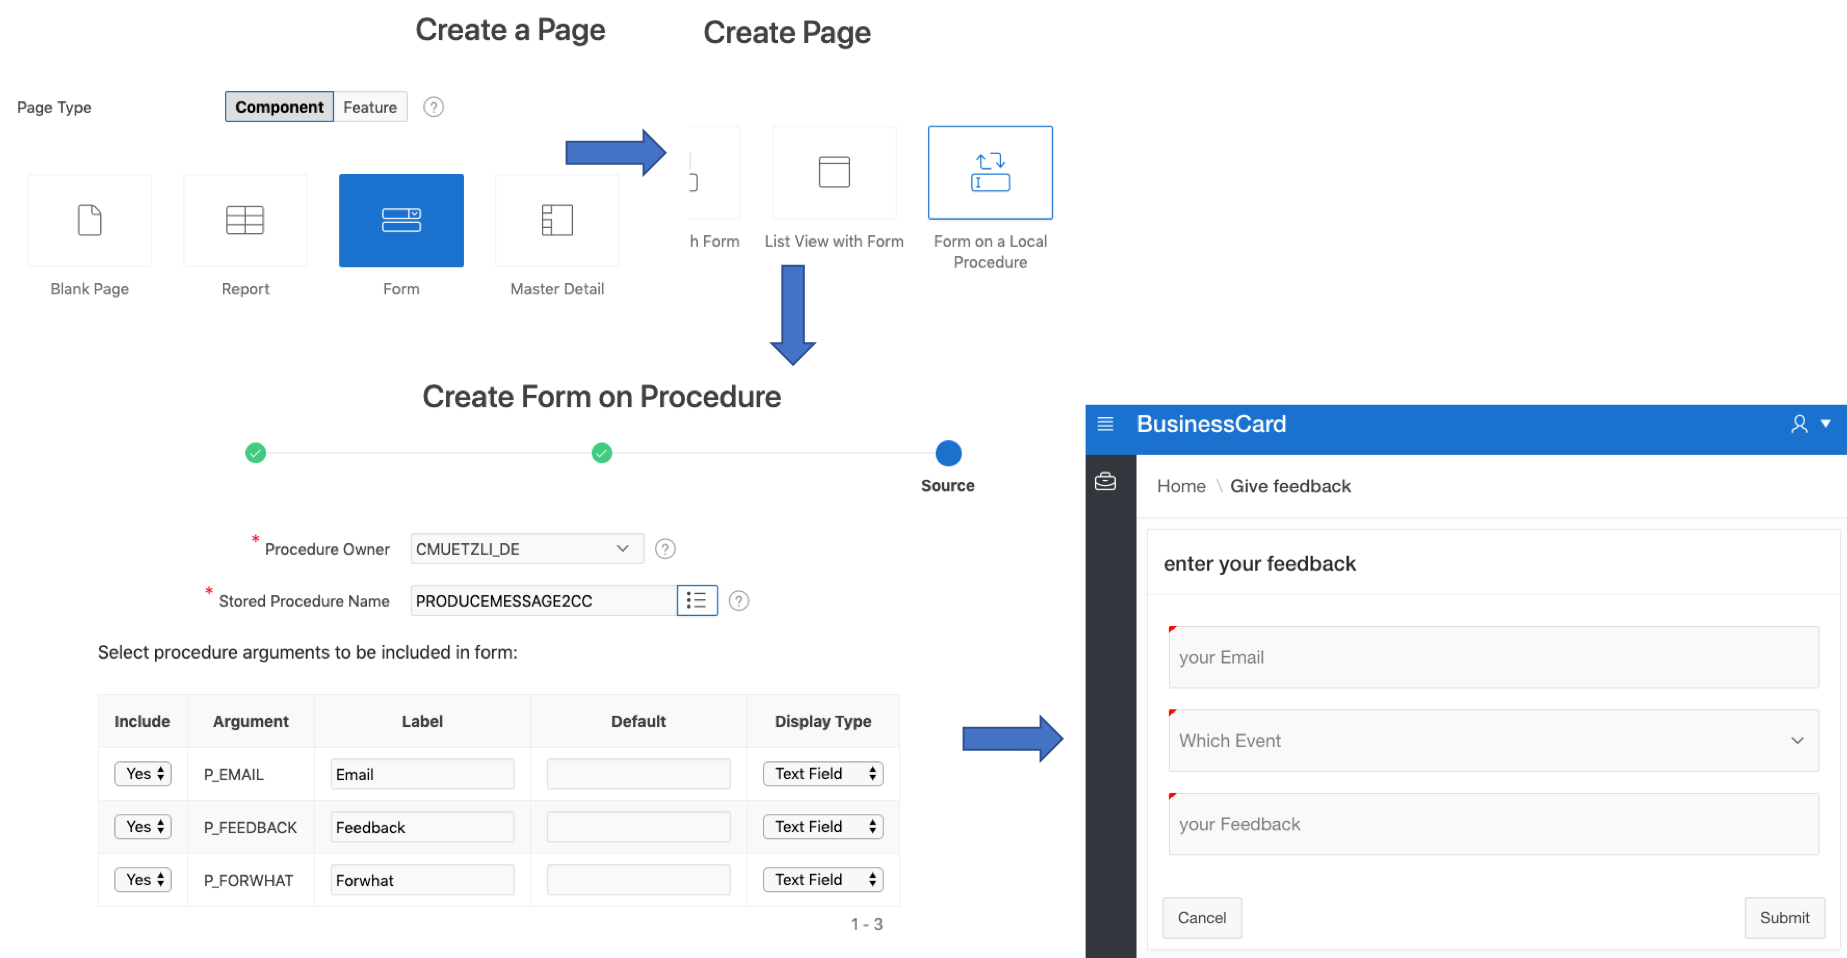 Create a Page
Page Type
Component Feature ?
Blank Page Report Form Master Detail
Create Page
h Form List View with Form Form on a Local
Procedure
Create Form on Procedure
Source
* Procedure Owner CMUETZLI_DE ?
* Stored Procedure Name PRODUCEMESSAGE2CC ?
Select procedure arguments to be included in form:
Include Argument Label Default Display Type
Yes P_EMAIL Email Text Field
Yes P_FEEDBACK Feedback Text Field
Yes P_FORWHAT Forwhat Text Field
1 - 3
BusinessCard
Home \ Give feedback
enter your feedback
your Email
Which Event
your Feedback
Cancel Submit